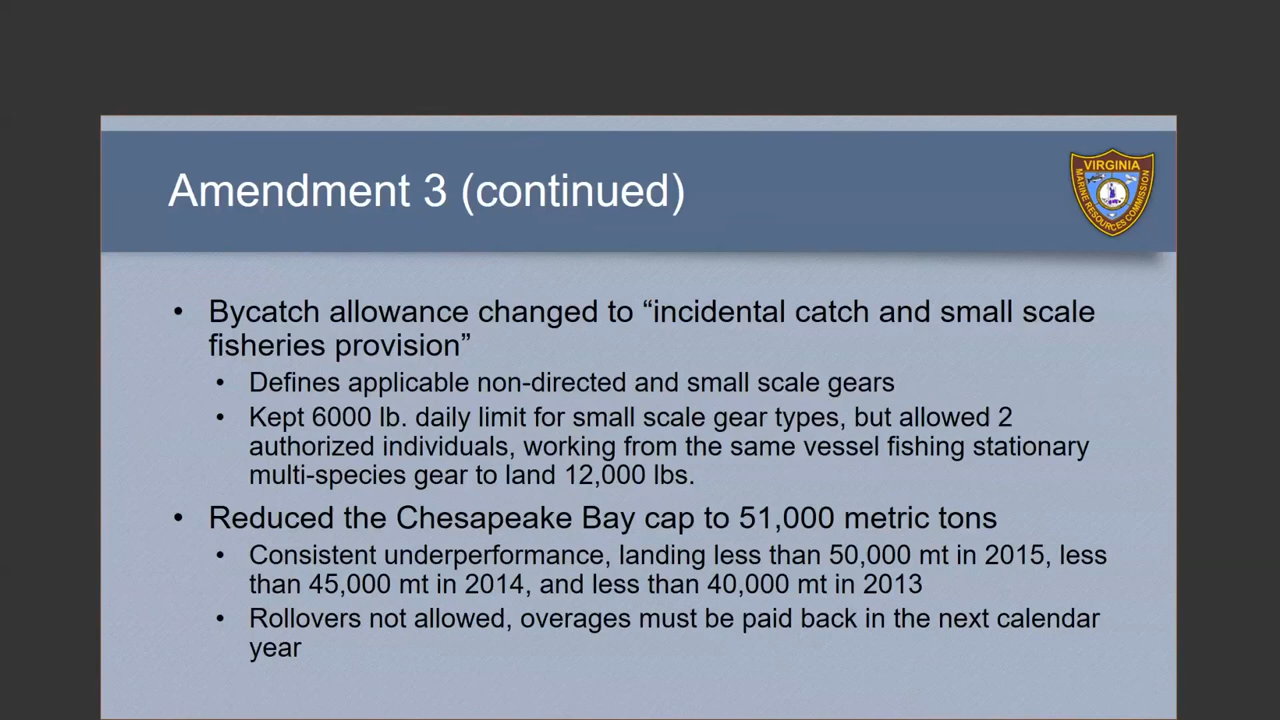 Amendment 3 (continued)
VIRGINIA
MARINE RESOURCES COMMISSION
• Bycatch allowance changed to “incidental catch and small scale
fisheries provision”
• Defines applicable non-directed and small scale gears
• Kept 6000 lb. daily limit for small scale gear types, but allowed 2
authorized individuals, working from the same vessel fishing stationary
multi-species gear to land 12,000 lbs.
• Reduced the Chesapeake Bay cap to 51,000 metric tons
• Consistent underperformance, landing less than 50,000 mt in 2015, less
than 45,000 mt in 2014, and less than 40,000 mt in 2013
• Rollovers not allowed, overages must be paid back in the next calendar
year